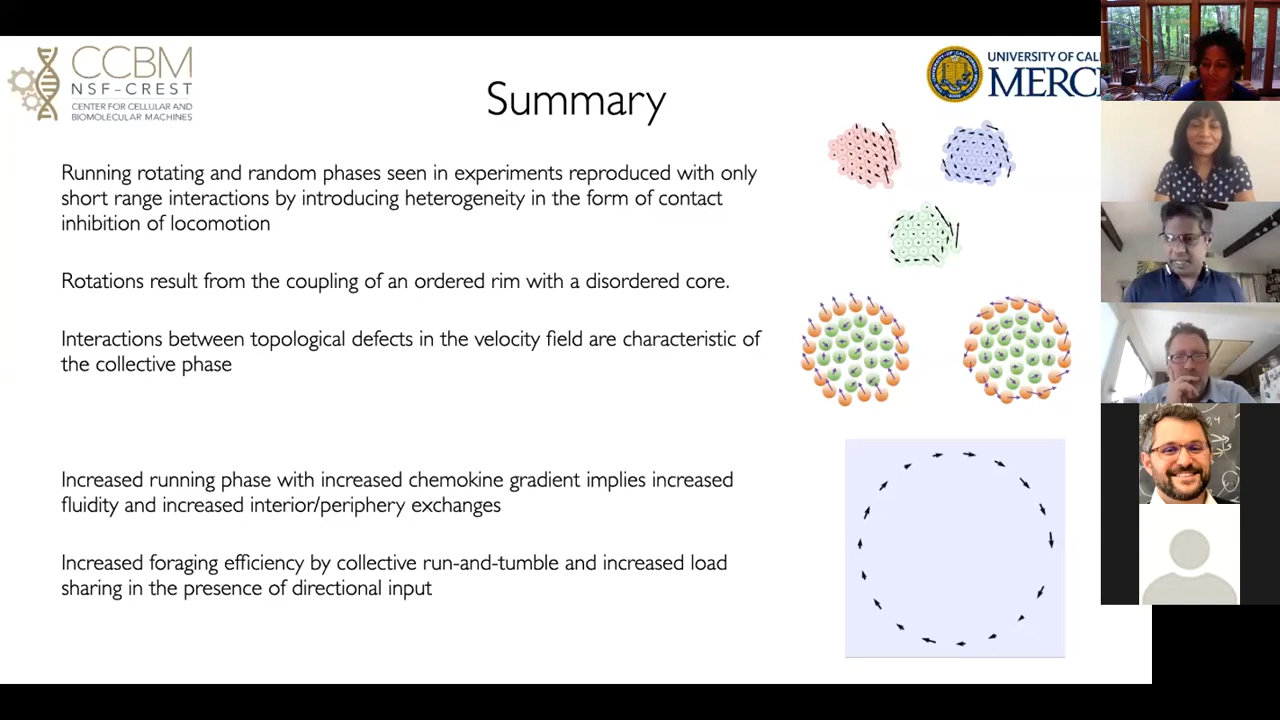 CCBM
NSF-CREST
CENTER FOR CELLULAR AND
BIOMOLECULAR MACHINES
Summary
UNIVERSITY OF CAL
MERC
Running rotating and random phases seen in experiments reproduced with only
short range interactions by introducing heterogeneity in the form of contact
inhibition of locomotion
Rotations result from the coupling of an ordered rim with a disordered core.
Interactions between topological defects in the velocity field are characteristic of
the collective phase
Increased running phase with increased chemokine gradient implies increased
fluidity and increased interior/periphery exchanges
Increased foraging efficiency by collective run-and-tumble and increased load
sharing in the presence of directional input